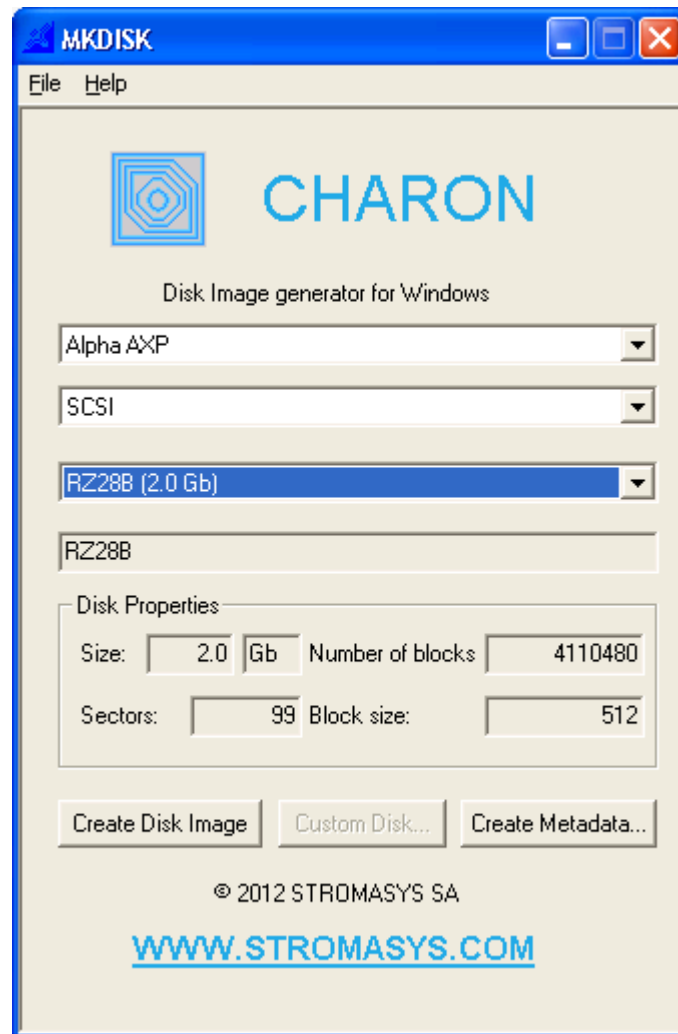 MKDISK
File Help
CHARON
Disk Image generator for Windows
Alpha AXP
SCSI
RZ28B (2.0 Gb)
RZ28B
Disk Properties
Size: 2.0 Gb Number of blocks 4110480
Sectors: 99 Block size: 512
Create Disk Image Custom Disk... Create Metadata...
© 2012 STROMASYS SA
WWW.STROMASYS.COM